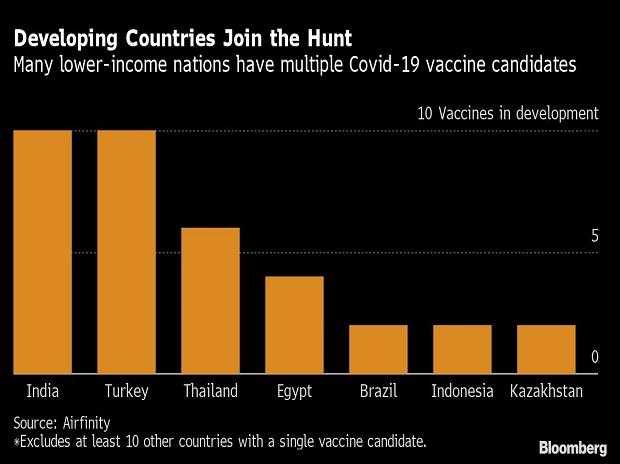 Developing Countries Join the Hunt
Many lower-income nations have multiple Covid-19 vaccine candidates
10 Vaccines in development
5
0
India Turkey Thailand Egypt Brazil Indonesia Kazakhstan
Source: Airfinity
*Excludes at least 10 other countries with a single vaccine candidate.
Bloomberg